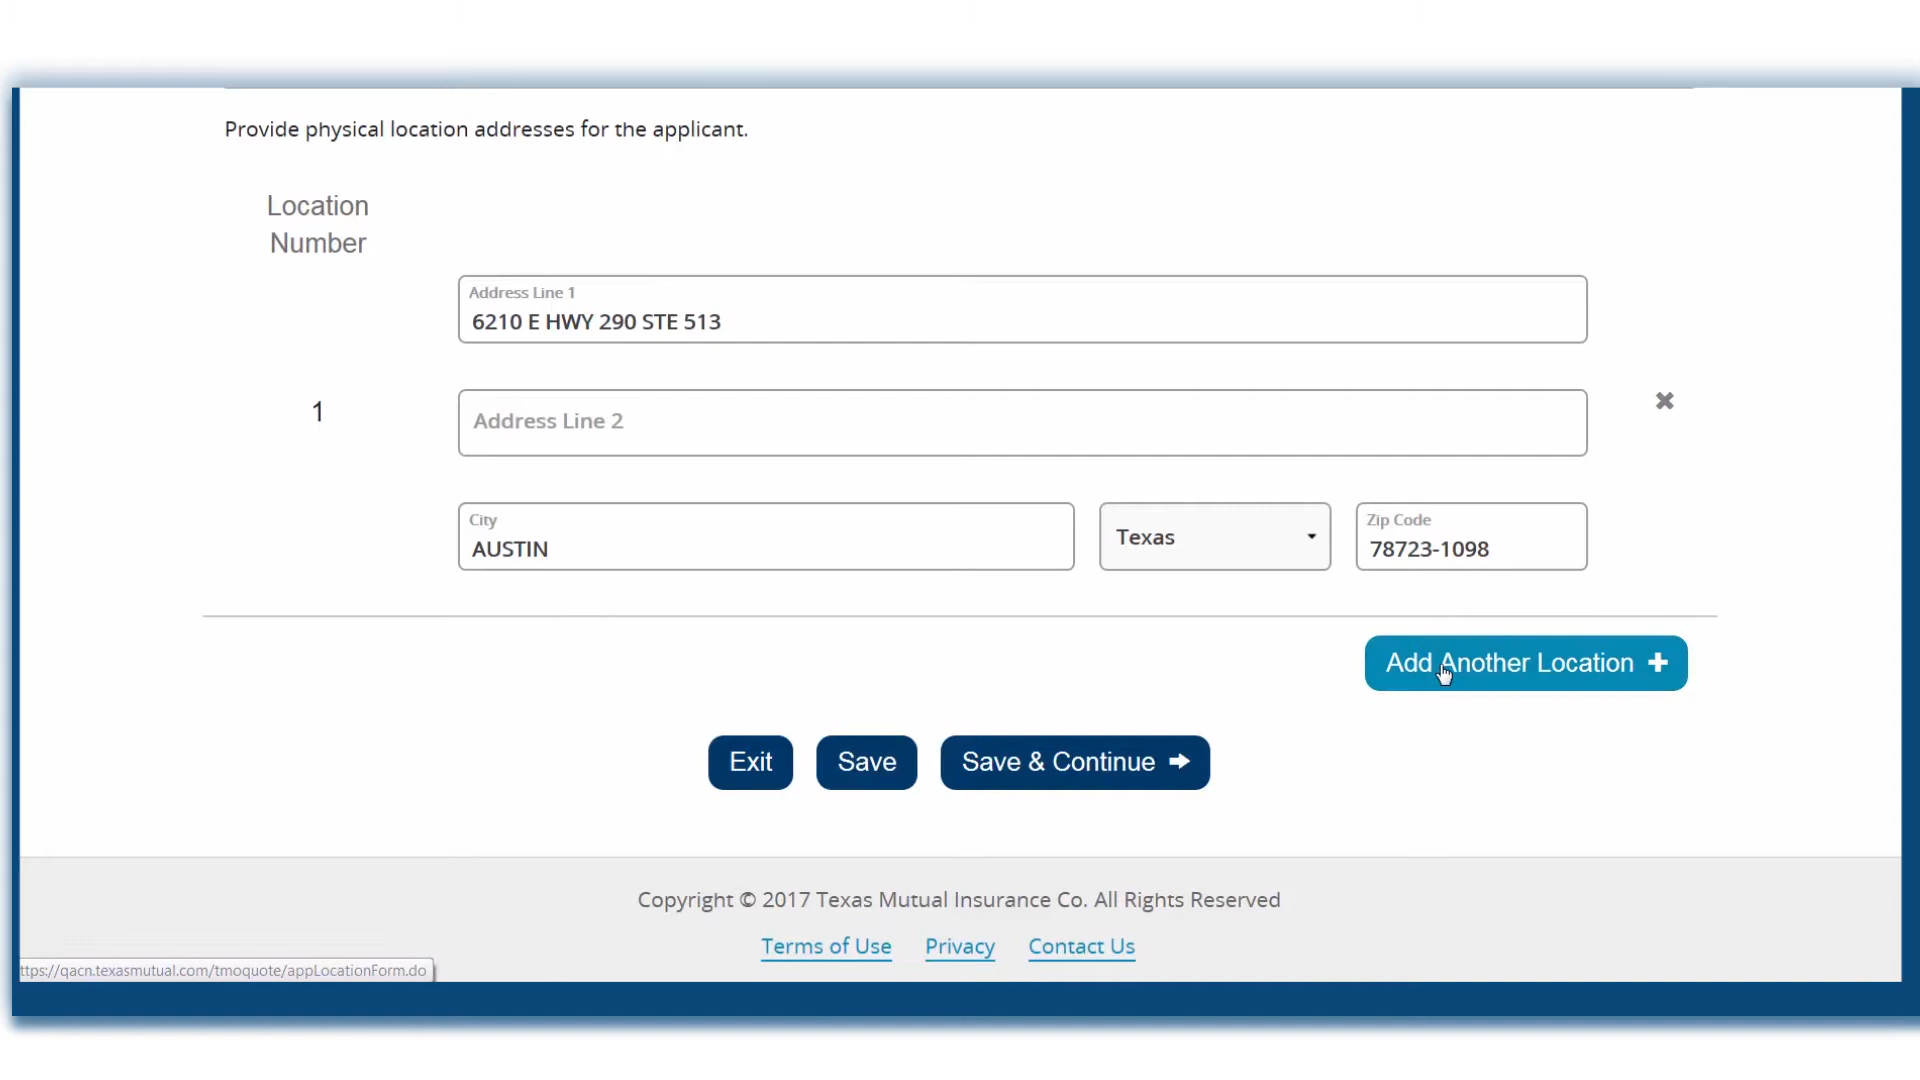 Provide physical location addresses for the applicant.
Location
Number
Address Line 1
6210 E HWY 290 STE 513
1
Address Line 2
City
AUSTIN
Texas
Zip Code
78723-1098
Add Another Location
Exit
Save
Save & Continue
Copyright © 2017 Texas Mutual Insurance Co. All Rights Reserved
Terms of Use Privacy Contact Us
ttps://qacn.texasmutual.com/tmoquote/appLocationForm.do